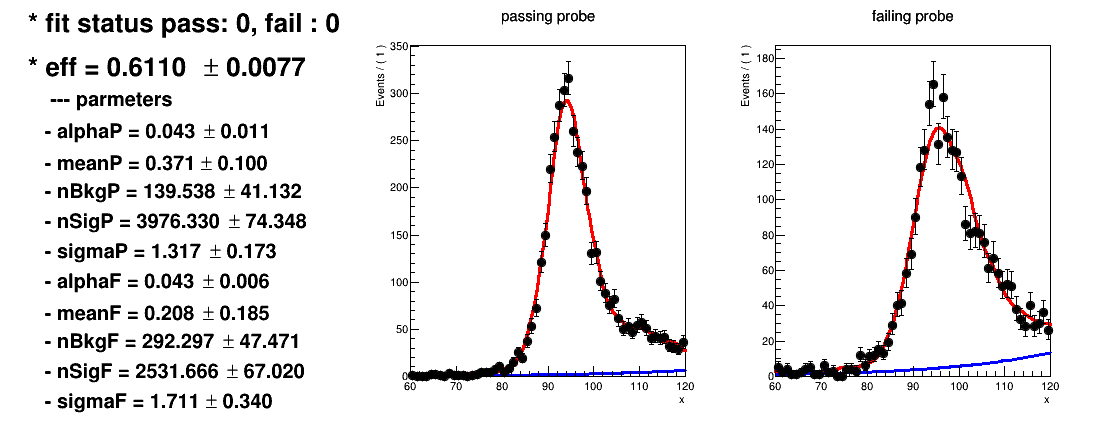 * fit status pass: 0, fail : 0
* eff = 0.6110 ± 0.0077
--- parmeters
- alphaP = 0.043 ± 0.011
- meanP = 0.371 ± 0.100
- nBkgP = 139.538 ± 41.132
- nSigP = 3976.330 ± 74.348
- sigmaP = 1.317 ± 0.173
- alphaF = 0.043 ± 0.006
- meanF = 0.208 ± 0.185
- nBkgF = 292.297 ± 47.471
- nSigF = 2531.666 ± 67.020
- sigmaF = 1.711 ± 0.340
passing probe
Events / ( 1 )
350
300
250
200
150
100
50
0
60 70 80 90 100 110 120
x
failing probe
Events / ( 1 )
180
160
140
120
100
80
60
40
20
0
60 70 80 90 100 110 120
x